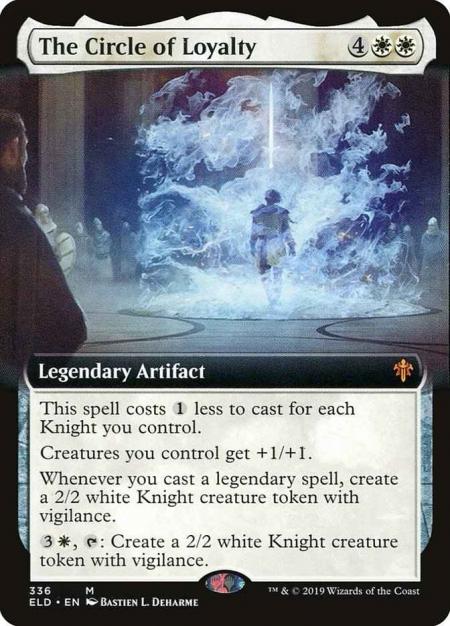 The Circle of Loyalty 4
Legendary Artifact
This spell costs 1 less to cast for each
Knight you control.
Creatures you control get +1/+1.
Whenever you cast a legendary spell, create
a 2/2 white Knight creature token with
vigilance.
3, : Create a 2/2 white Knight creature
token with vigilance.
336 M
ELD • EN Bastien L. Deharme
™ & © 2019 Wizards of the Coast